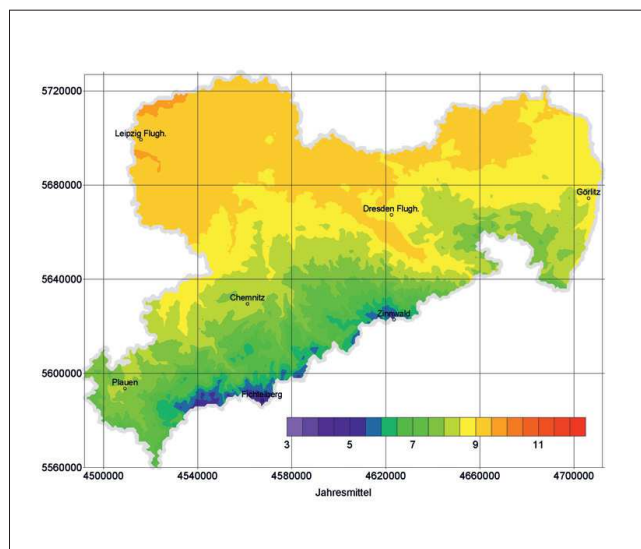 5720000
Leipzig Flugh.
5680000
Görlitz
Dresden Flugh.
5640000
Chemnitz
Zinnwald
5600000
Plauen
Fichtelberg
3 5 7 9 11
5560000
4500000 4540000 4580000 4620000 4660000 4700000
Jahresmittel